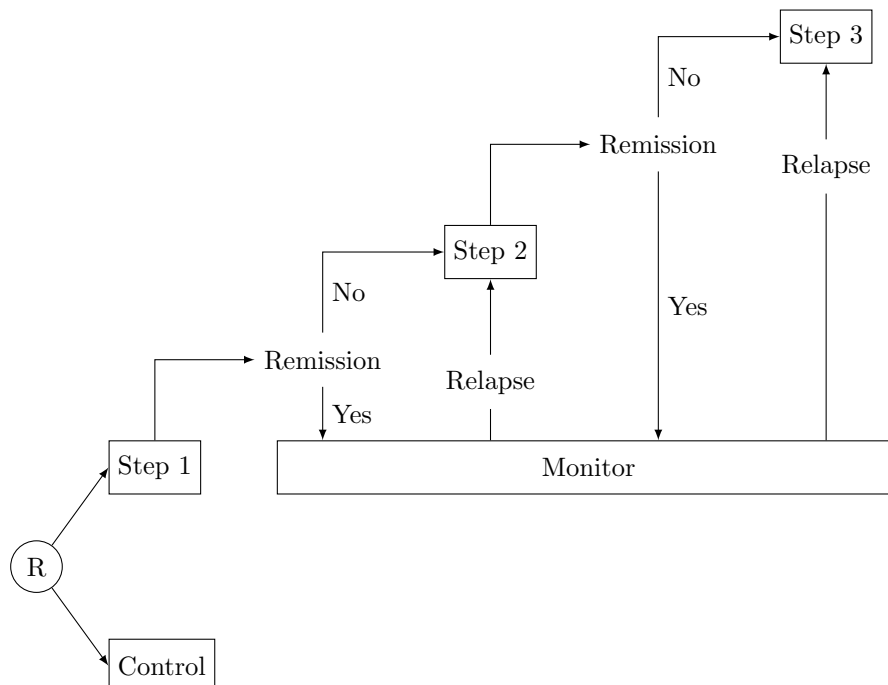 Step 3
No
Remission
Relapse
Step 2
No
Yes
Remission
Relapse
Yes
Step 1
Monitor
R
Control